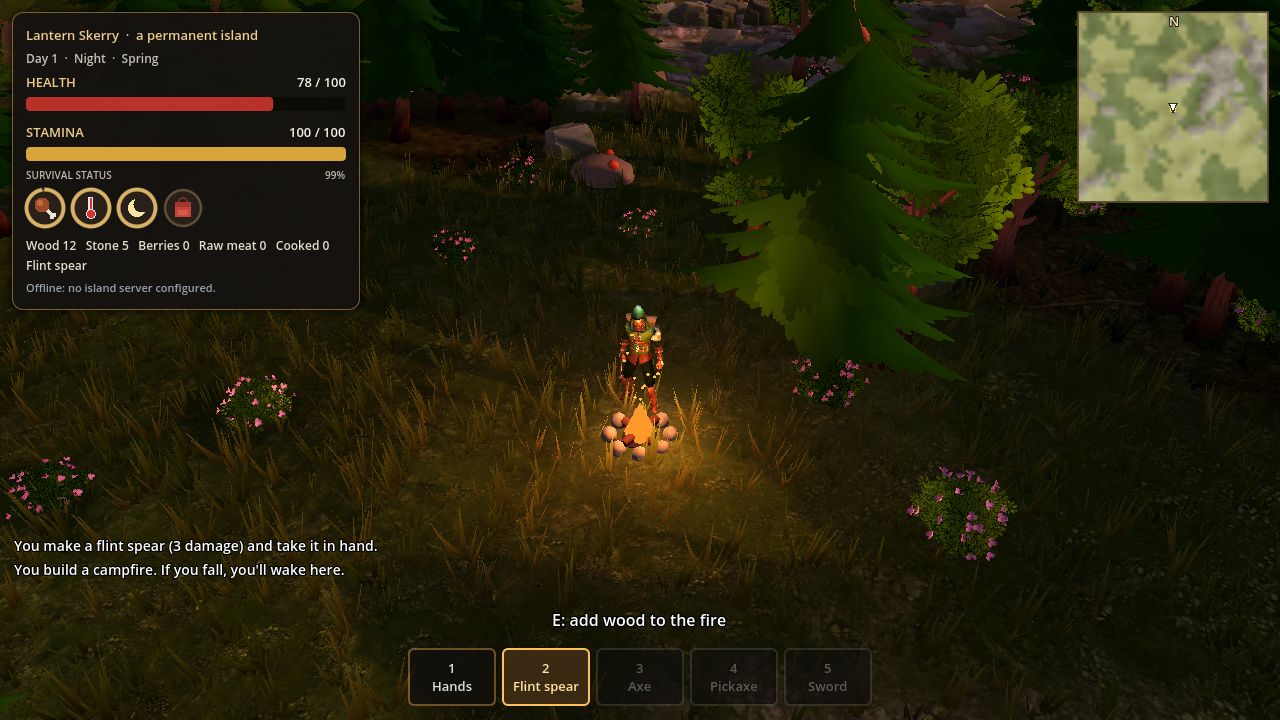 Lantern Skerry · a permanent island
Day 1 · Night · Spring
HEALTH 78 / 100
STAMINA 100 / 100
SURVIVAL STATUS 99%
Wood 12 Stone 5 Berries 0 Raw meat 0 Cooked 0
Flint spear
Offline: no island server configured.
N
You make a flint spear (3 damage) and take it in hand.
You build a campfire. If you fall, you'll wake here.
E: add wood to the fire
1 2 3 4 5
Hands Flint spear Axe Pickaxe Sword